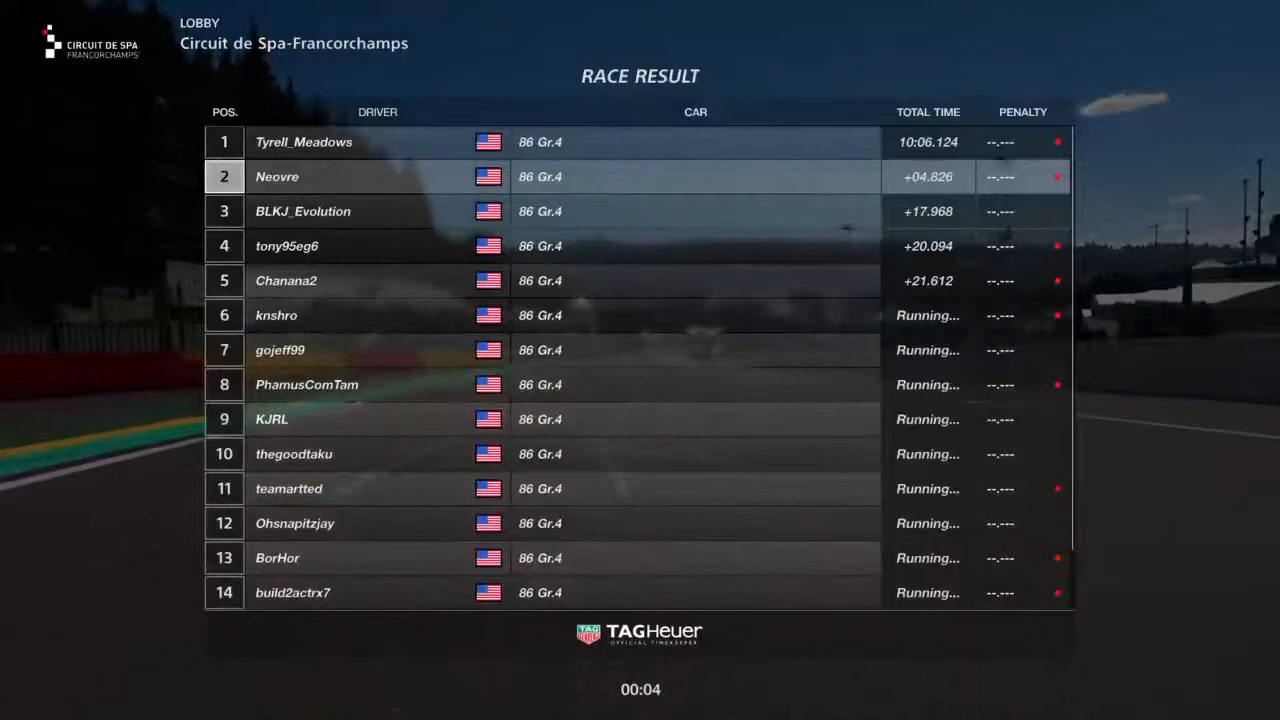 LOBBY
Circuit de Spa-Francorchamps
CIRCUIT DE SPA
FRANCORCHAMPS
RACE RESULT
POS. DRIVER CAR TOTAL TIME PENALTY
1 Tyrell_Meadows 86 Gr.4 10:06.124 --.---
2 Neovre 86 Gr.4 +04.826 --.---
3 BLKJ_Evolution 86 Gr.4 +17.968 --.---
4 tony95eg6 86 Gr.4 +20.094 --.---
5 Chanana2 86 Gr.4 +21.612 --.---
6 knshro 86 Gr.4 Running... --.---
7 gojeff99 86 Gr.4 Running... --.---
8 PhamusComTam 86 Gr.4 Running... --.---
9 KJRL 86 Gr.4 Running... --.---
10 thegoodtaku 86 Gr.4 Running... --.---
11 teamartted 86 Gr.4 Running... --.---
12 Ohsnapitzjay 86 Gr.4 Running... --.---
13 BorHor 86 Gr.4 Running... --.---
14 build2actrx7 86 Gr.4 Running... --.---
TAG HEUER TAGHeuer
OFFICIAL TIMEKEEPER
00:04